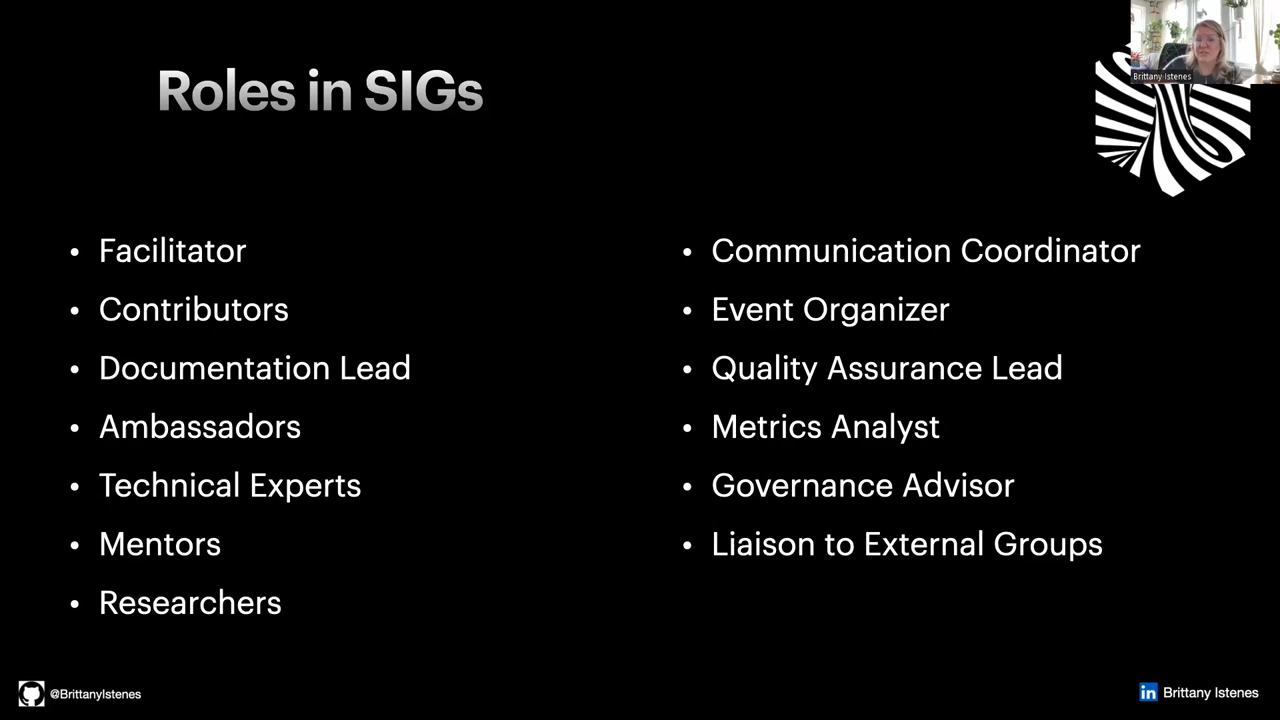 Brittany Istenes
Roles in SIGs
• Facilitator
• Contributors
• Documentation Lead
• Ambassadors
• Technical Experts
• Mentors
• Researchers
• Communication Coordinator
• Event Organizer
• Quality Assurance Lead
• Metrics Analyst
• Governance Advisor
• Liaison to External Groups
@BrittanyIstenes
in Brittany Istenes